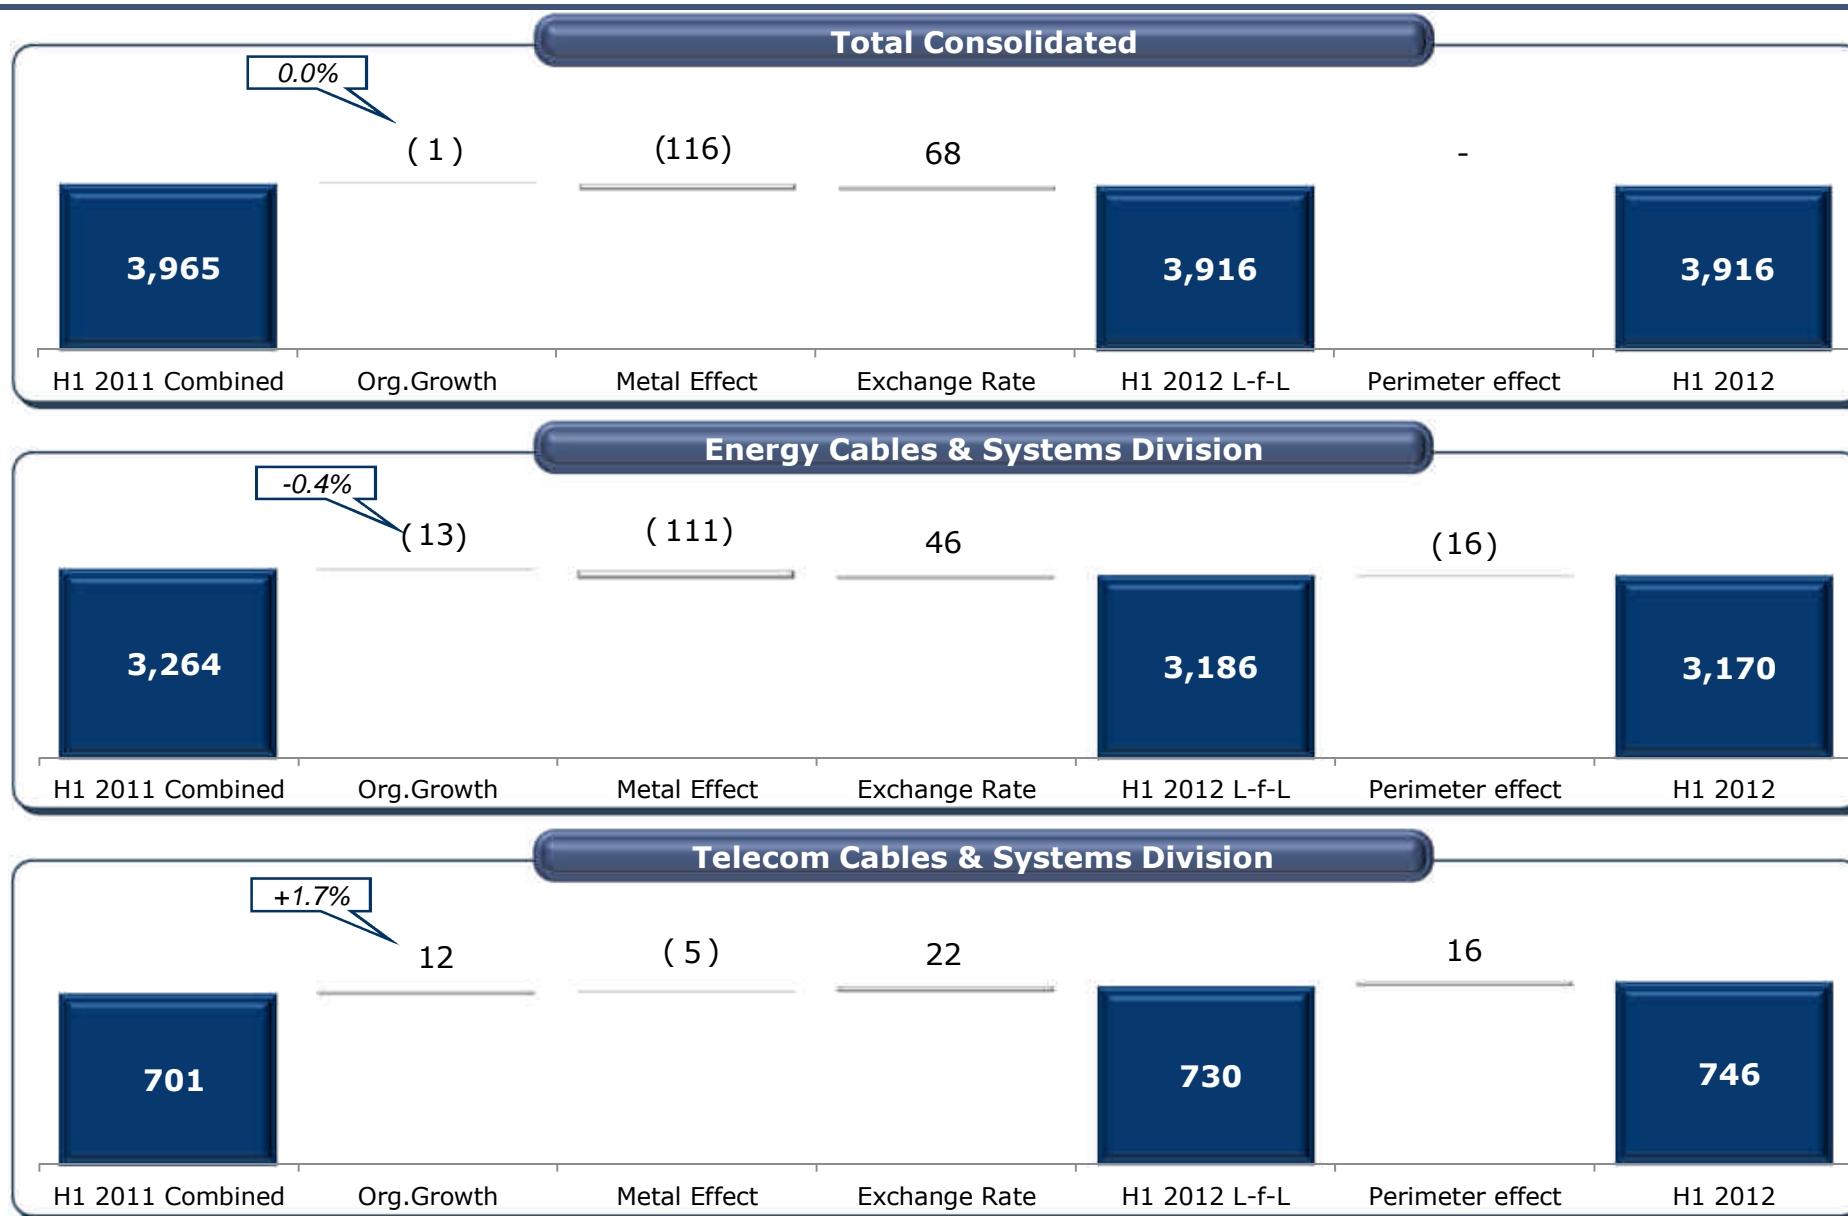 Total Consolidated
0.0%
( 1 ) (116) 68 -
3,965 3,916 3,916
H1 2011 Combined Org.Growth Metal Effect Exchange Rate H1 2012 L-f-L Perimeter effect H1 2012
Energy Cables & Systems Division
-0.4%
( 13) ( 111) 46 (16)
3,264 3,186 3,170
H1 2011 Combined Org.Growth Metal Effect Exchange Rate H1 2012 L-f-L Perimeter effect H1 2012
Telecom Cables & Systems Division
+1.7%
12 ( 5 ) 22 16
701 730 746
H1 2011 Combined Org.Growth Metal Effect Exchange Rate H1 2012 L-f-L Perimeter effect H1 2012